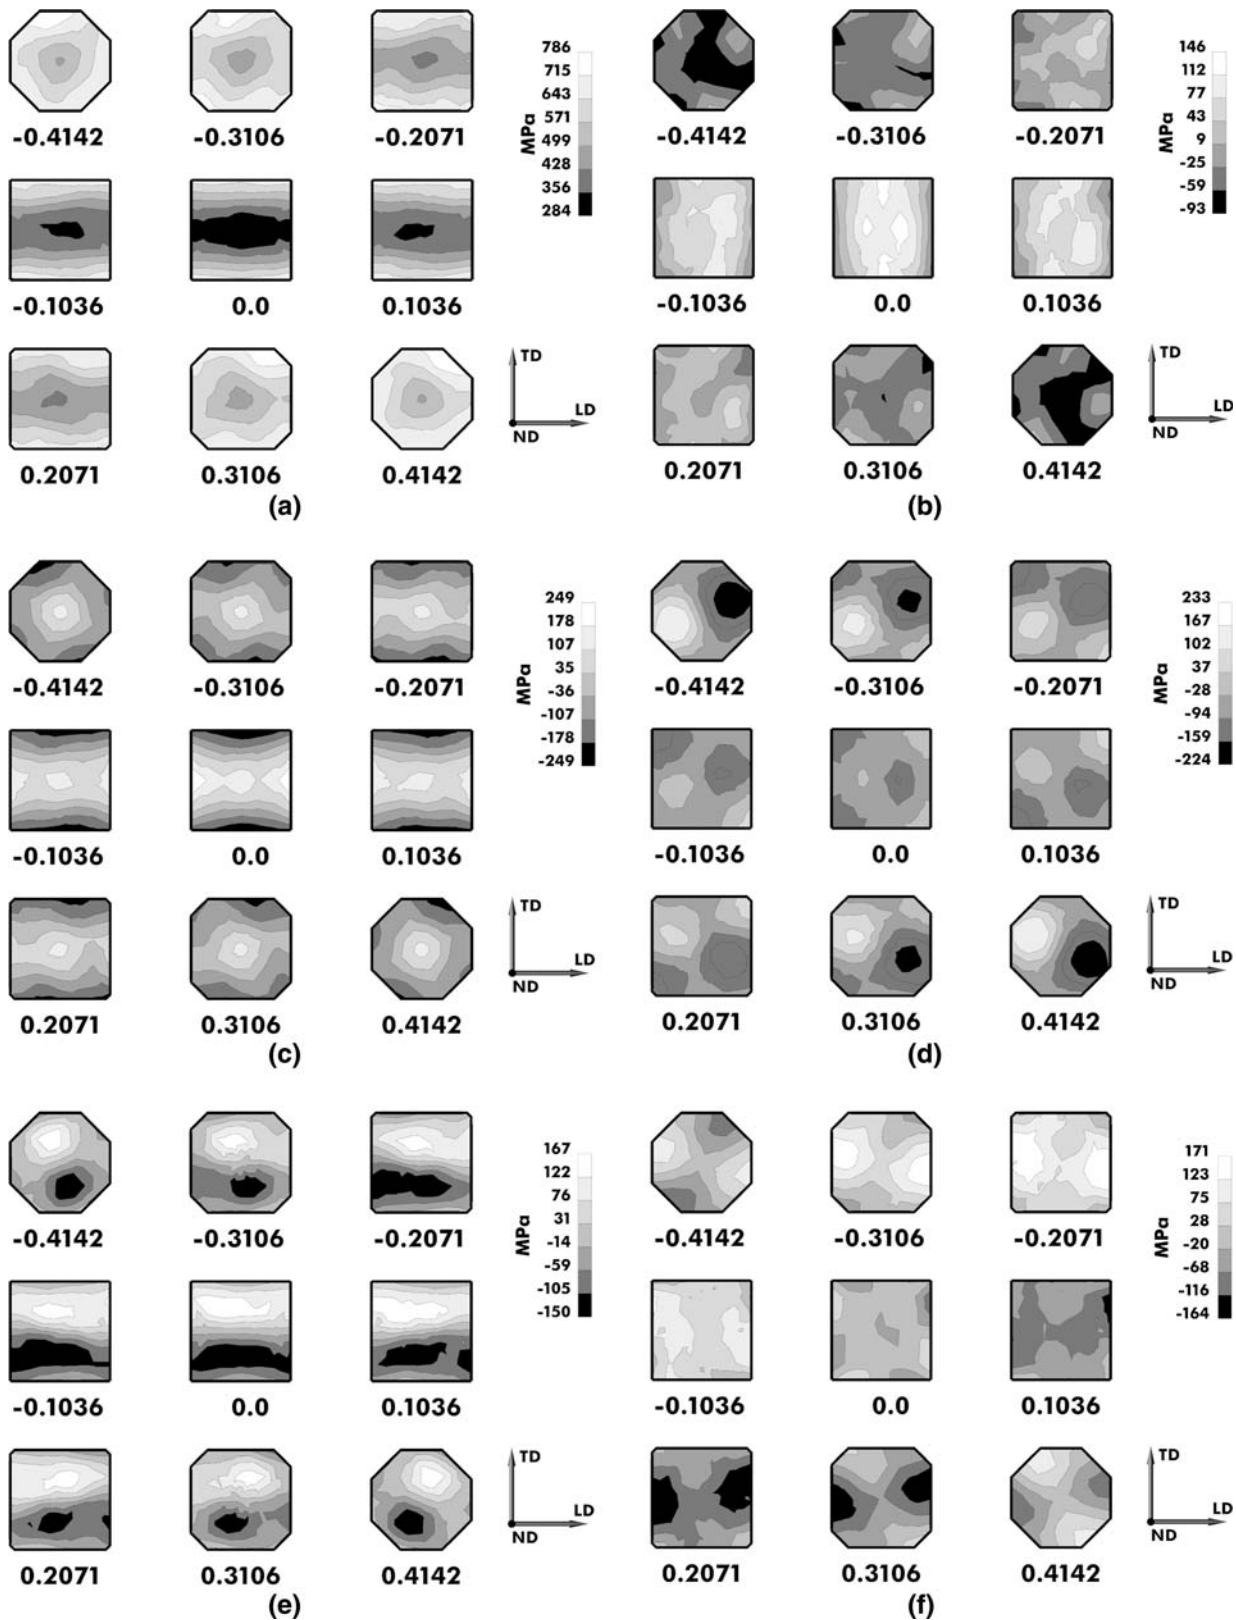 786
715
643
571
499
428
356
284
MPa
-0.4142 -0.3106 -0.2071
-0.1036 0.0 0.1036
TD
LD
ND
0.2071 0.3106 0.4142
(a)
146
112
77
43
9
-25
-59
-93
MPa
-0.4142 -0.3106 -0.2071
-0.1036 0.0 0.1036
TD
LD
ND
0.2071 0.3106 0.4142
(b)
249
178
107
35
-36
-107
-178
-249
MPa
-0.4142 -0.3106 -0.2071
-0.1036 0.0 0.1036
TD
LD
ND
0.2071 0.3106 0.4142
(c)
233
167
102
37
-28
-94
-159
-224
MPa
-0.4142 -0.3106 -0.2071
-0.1036 0.0 0.1036
TD
LD
ND
0.2071 0.3106 0.4142
(d)
167
122
76
31
-14
-59
-105
-150
MPa
-0.4142 -0.3106 -0.2071
-0.1036 0.0 0.1036
TD
LD
ND
0.2071 0.3106 0.4142
(e)
171
123
75
28
-20
-68
-116
-164
MPa
-0.4142 -0.3106 -0.2071
-0.1036 0.0 0.1036
TD
LD
ND
0.2071 0.3106 0.4142
(f)